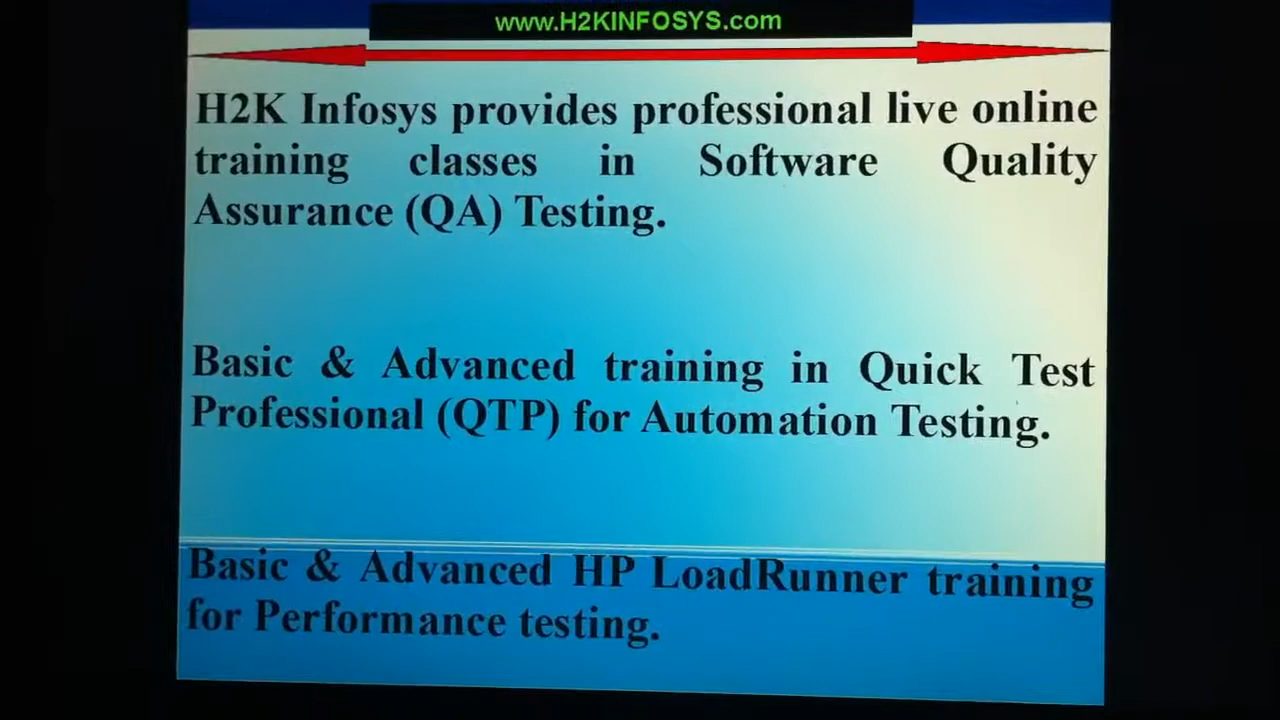 www.H2KINFOSYS.com
H2K Infosys provides professional live online
training classes in Software Quality
Assurance (QA) Testing.
Basic & Advanced training in Quick Test
Professional (QTP) for Automation Testing.
Basic & Advanced HP LoadRunner training
for Performance testing.